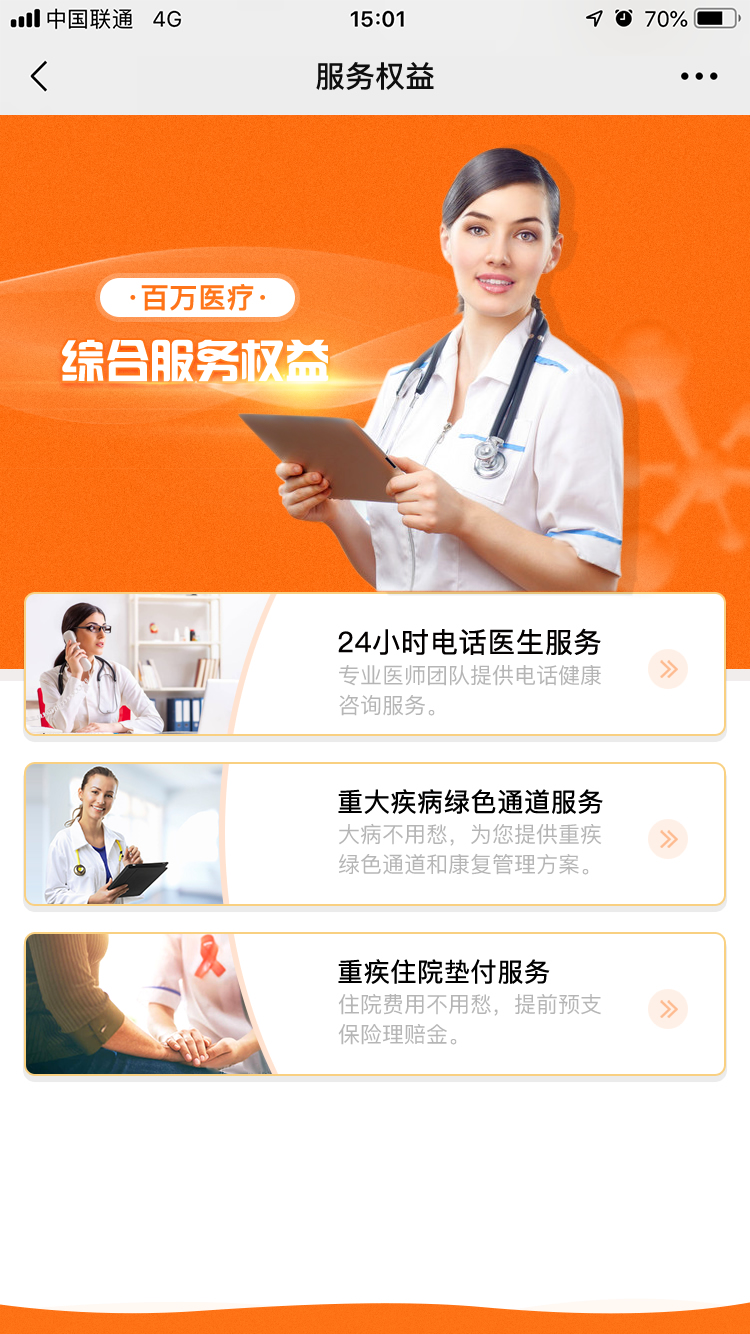 中国联通 4G 15:01 70%
服务权益
·百万医疗·
综合服务权益
24小时电话医生服务
专业医师团队提供电话健康
咨询服务。
重大疾病绿色通道服务
大病不用愁，为您提供重疾
绿色通道和康复管理方案。
重疾住院垫付服务
住院费用不用愁，提前预支
保险理赔金。